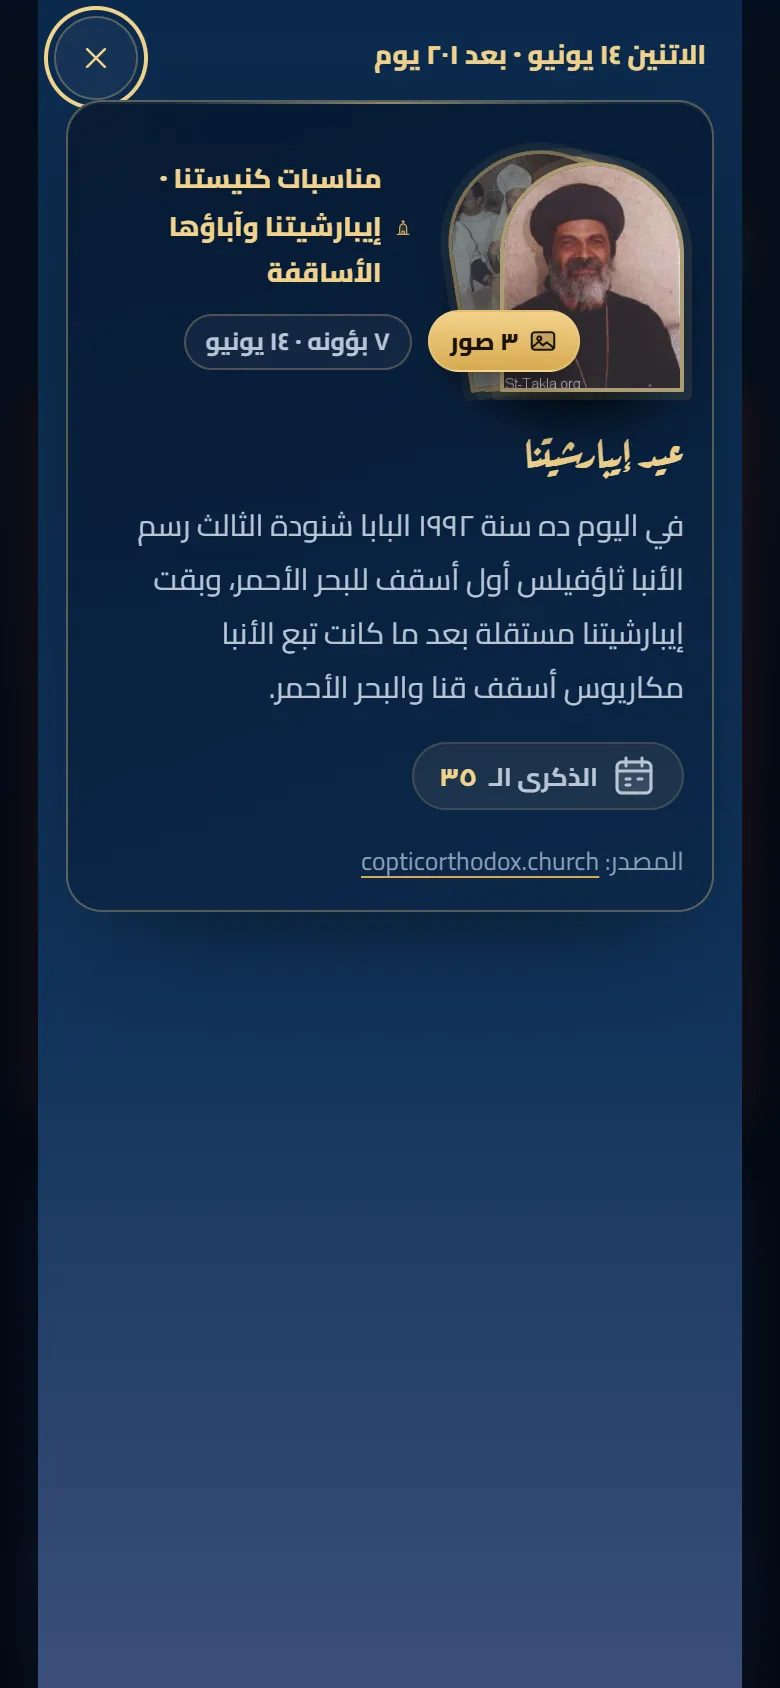 الاتنين ١٤ يونيو • بعد ٢٠١ يوم
مناسبات كنيستنا •
إيبارشيتنا وآباؤها
الأساقفة
٣ صور
٧ بؤونه • ١٤ يونيو
St-Takla.org
عيد إيبارشيتنا
في اليوم ده سنة ١٩٩٢ البابا شنودة الثالث رسم
الأنبا ثاؤفيلس أول أسقف للبحر الأحمر، وبقت
إيبارشيتنا مستقلة بعد ما كانت تبع الأنبا
مكاريوس أسقف قنا والبحر الأحمر.
الذكرى الـ ٣٥
المصدر: copticorthodox.church